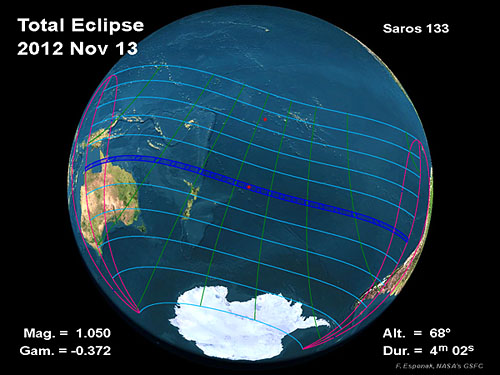 Total Eclipse
2012 Nov 13
Saros 133
Mag. = 1.050
Gam. = -0.372
Alt. = 68°
Dur. = 4m 02s
F. Espenak, NASA's GSFC